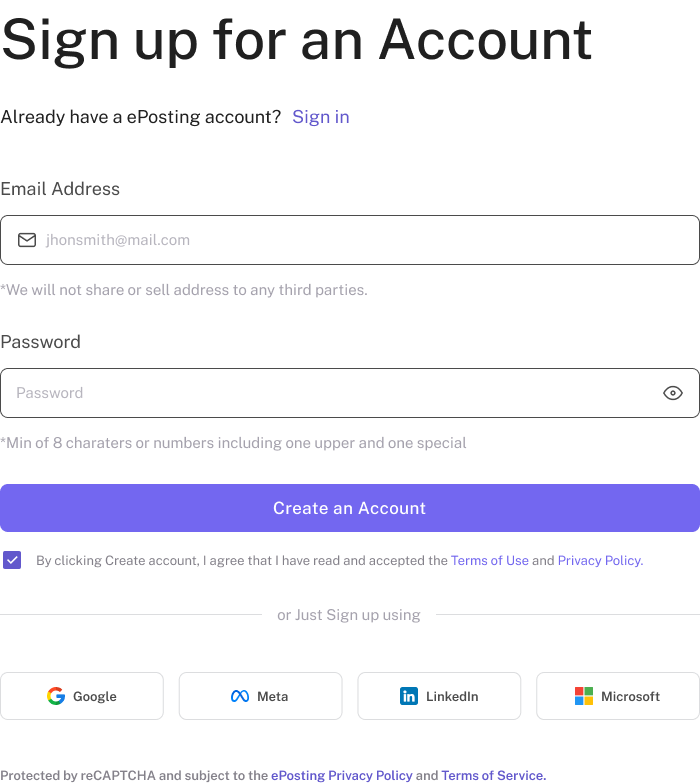 Sign up for an Account
Already have a ePosting account? Sign in
Email Address
jhonsmith@mail.com
*We will not share or sell address to any third parties.
Password
Password
*Min of 8 charaters or numbers including one upper and one special
Create an Account
By clicking Create account, I agree that I have read and accepted the Terms of Use and Privacy Policy.
or Just Sign up using
Google Meta LinkedIn Microsoft
Protected by reCAPTCHA and subject to the ePosting Privacy Policy and Terms of Service.